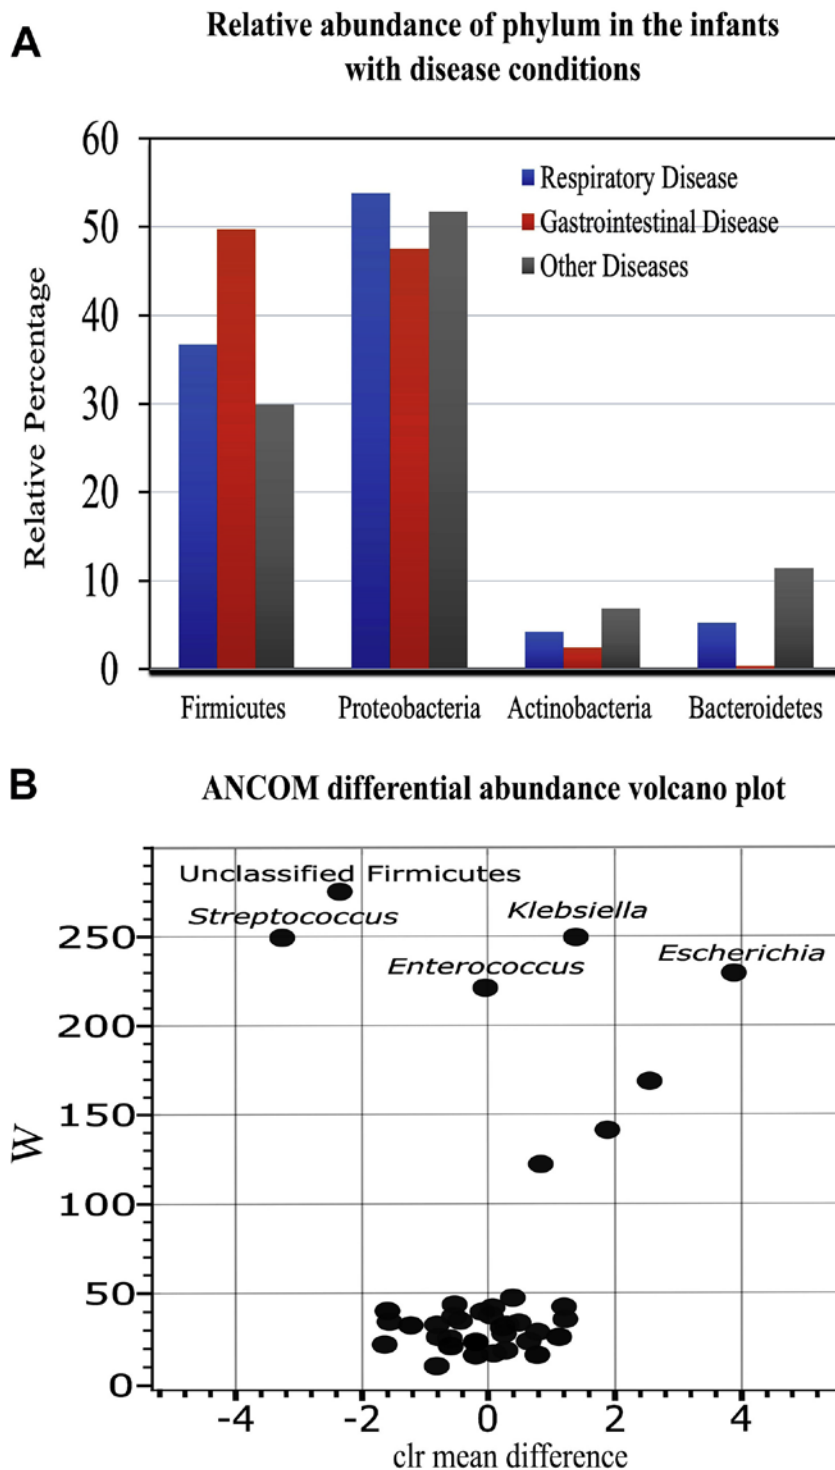 A
Relative abundance of phylum in the infants
with disease conditions
60
50
40
30
20
10
0
Relative Percentage
Respiratory Disease
Gastrointestinal Disease
Other Diseases
Firmicutes Proteobacteria Actinobacteria Bacteroidetes
B
ANCOM differential abundance volcano plot
Unclassified Firmicutes
Streptococcus
Klebsiella
Enterococcus
Escherichia
250
200
150
100
50
0
W
-4 -2 0 2 4
clr mean difference